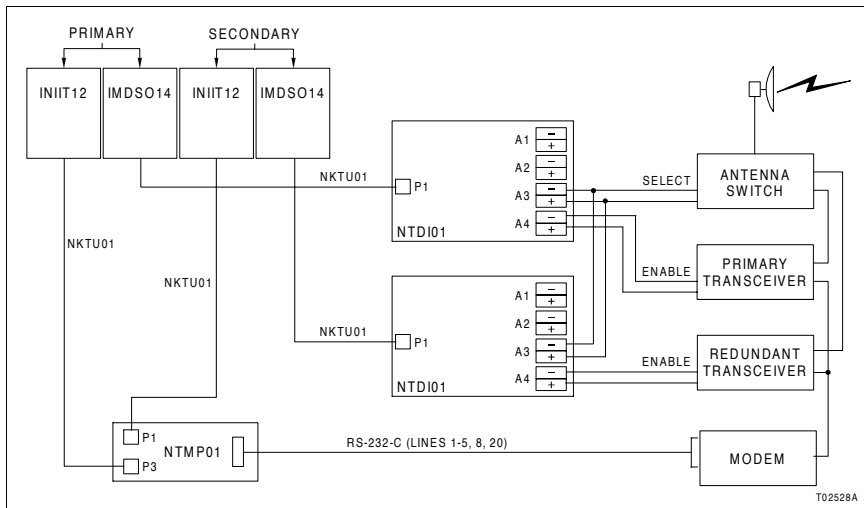 PRIMARY
SECONDARY
INIIT12
IMDSO14
INIIT12
IMDSO14
NKTU01
NKTU01
NKTU01
NKTU01
P1
NTDI01
A1
-
+
A2
-
+
A3
-
+
A4
-
+
P1
NTDI01
A1
-
+
A2
-
+
A3
-
+
A4
-
+
SELECT
ANTENNA
SWITCH
ENABLE
PRIMARY
TRANSCEIVER
ENABLE
REDUNDANT
TRANSCEIVER
P1
P3
NTMP01
RS-232-C (LINES 1-5, 8, 20)
MODEM
T02528A